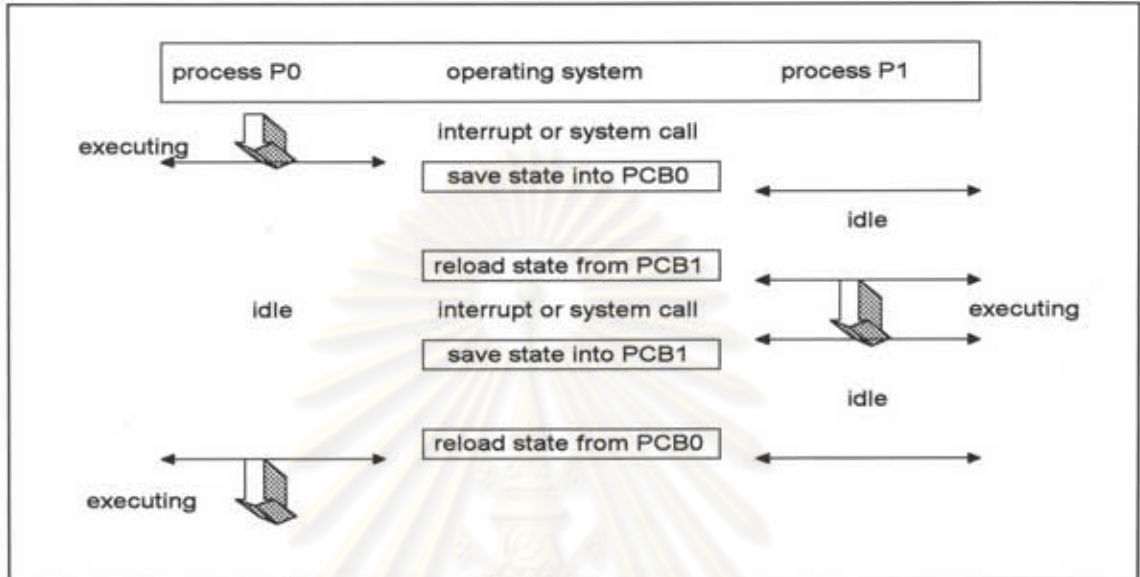 process P0 operating system process P1
interrupt or system call
executing
save state into PCB0
idle
reload state from PCB1
idle interrupt or system call executing
save state into PCB1
idle
reload state from PCB0
executing